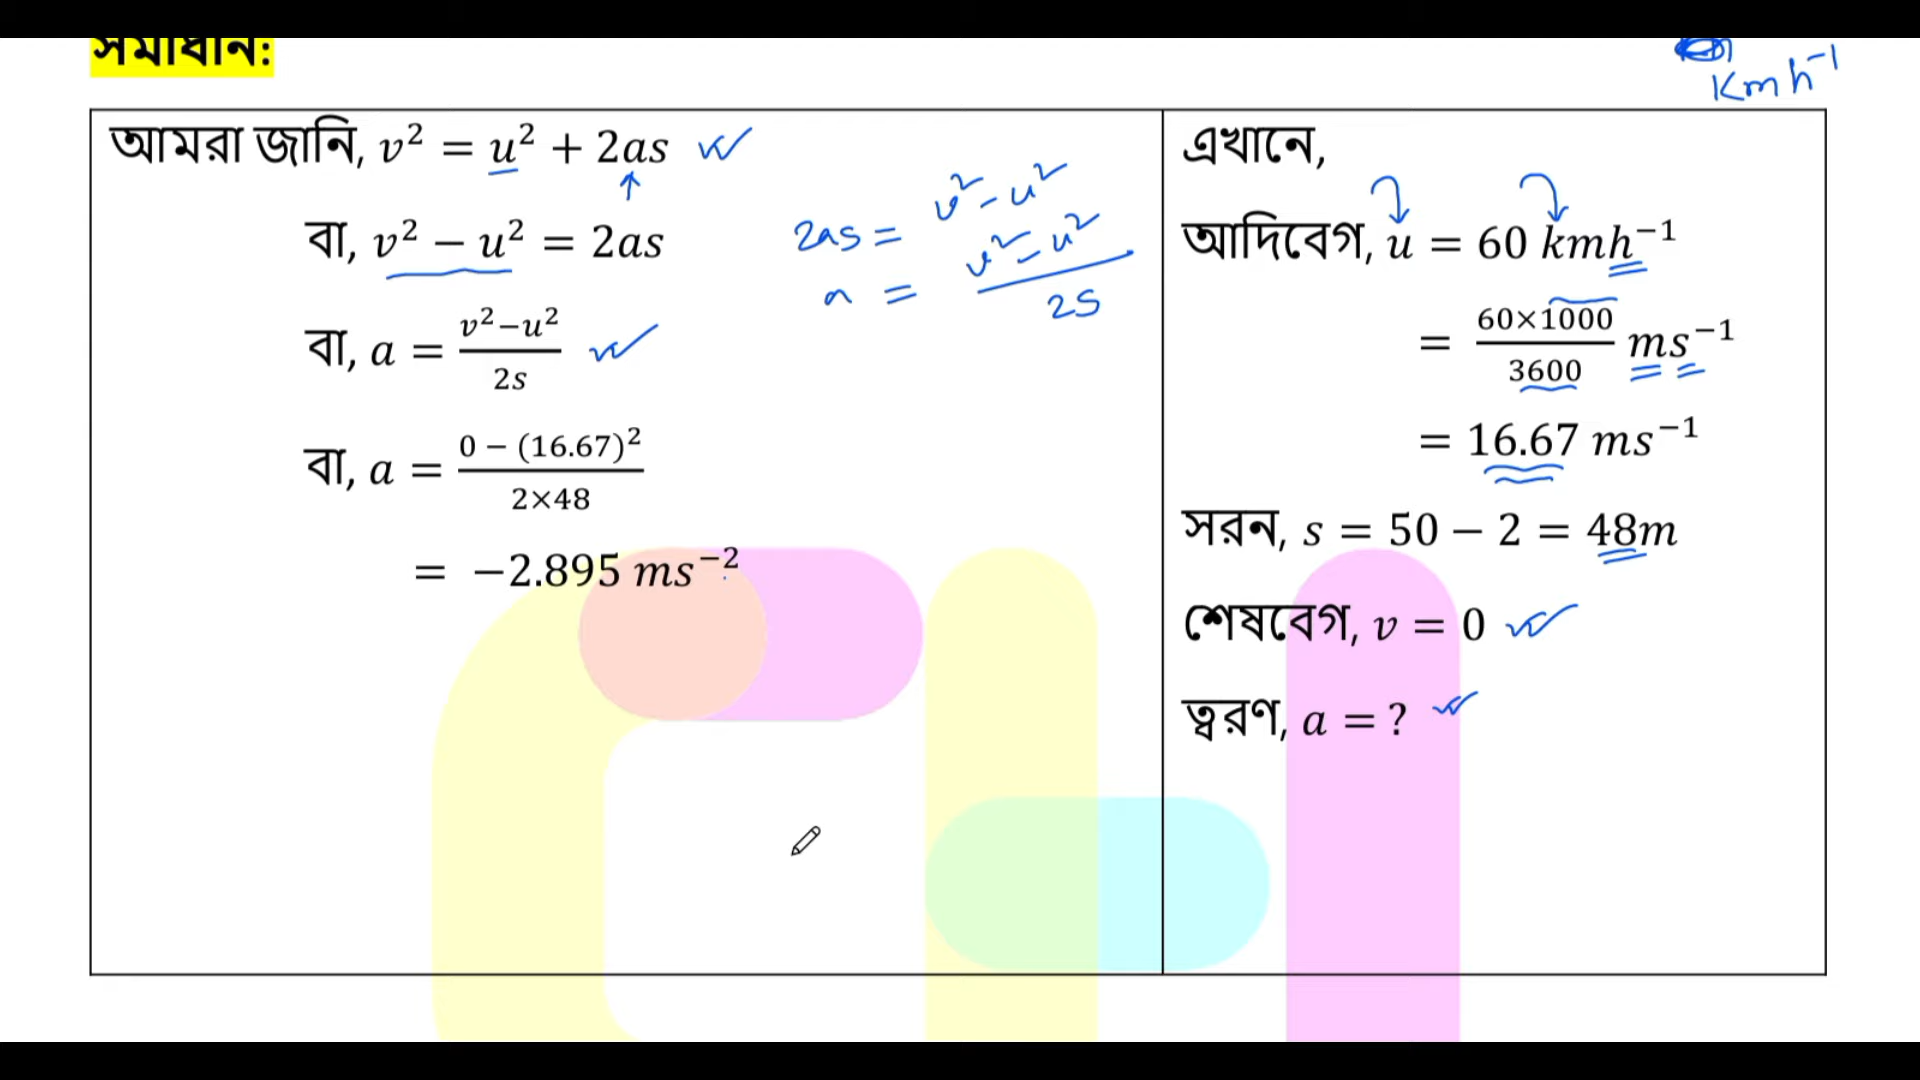 সমাধান:
Kmh⁻¹
আমরা জানি, v² = u² + 2as
বা, v² − u² = 2as
বা, a = (v²−u²)/2s
বা, a = (0 − (16.67)²)/(2×48)
= −2.895 ms⁻²
2as = v² − u²
a = (v² − u²)/2s
এখানে,
আদিবেগ, u = 60 kmh⁻¹
= (60×1000)/3600 ms⁻¹
= 16.67 ms⁻¹
সরন, s = 50 − 2 = 48m
শেষবেগ, v = 0
ত্বরণ, a = ?